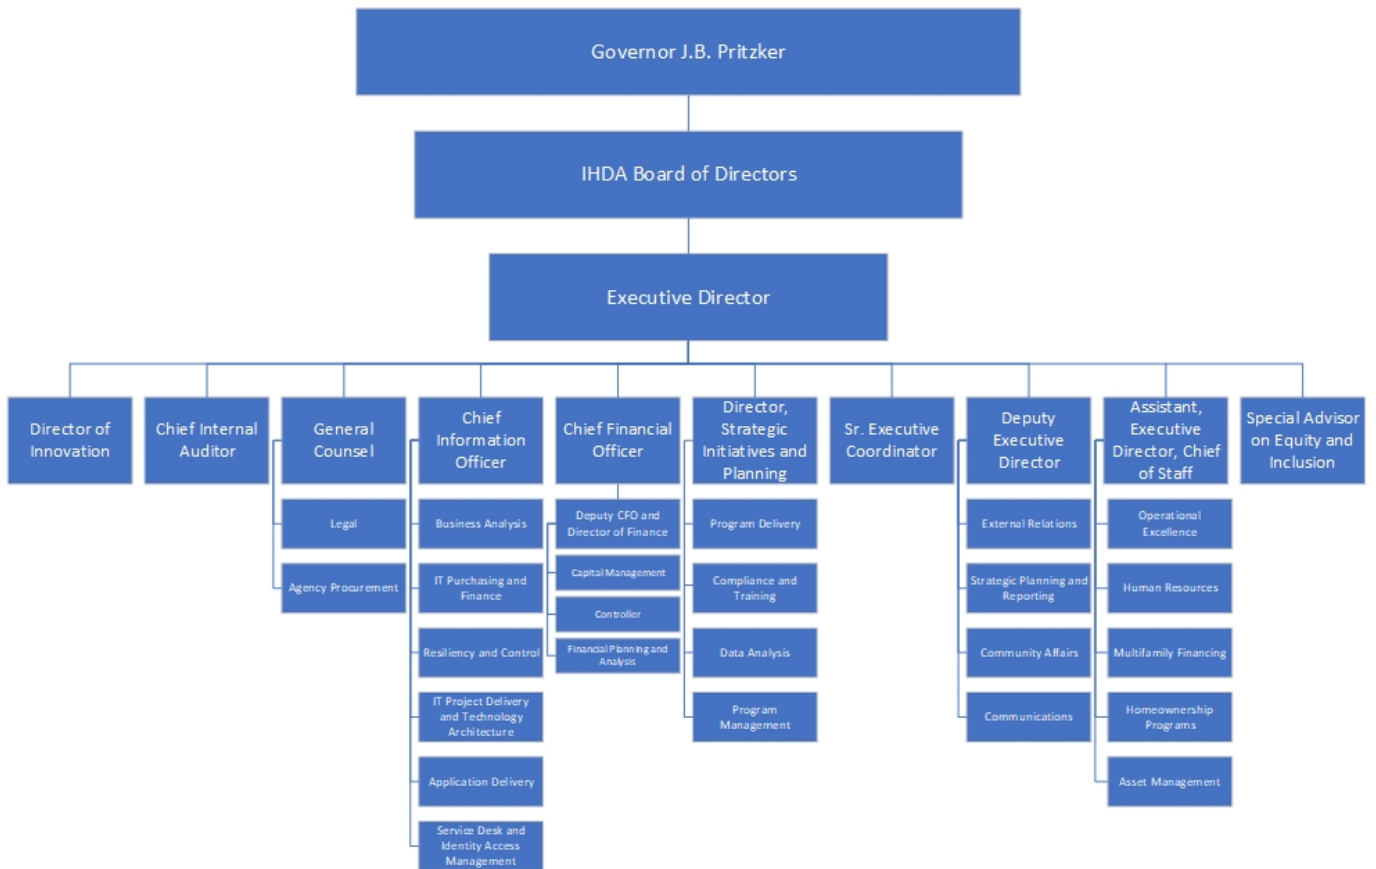 Governor J.B. Pritzker
IHDA Board of Directors
Executive Director
Director of
Innovation
Chief Internal
Auditor
General
Counsel
Chief
Information
Officer
Chief Financial
Officer
Director,
Strategic
Initiatives and
Planning
Sr. Executive
Coordinator
Deputy
Executive
Director
Assistant,
Executive
Director, Chief
of Staff
Special Advisor
on Equity and
Inclusion
Legal
Agency Procurement
Business Analysis
IT Purchasing and
Finance
Resiliency and Control
IT Project Delivery
and Technology
Architecture
Application Delivery
Service Desk and
Identity Access
Management
Deputy CFO and
Director of Finance
Capital Management
Controller
Financial Planning and
Analysis
Program Delivery
Compliance and
Training
Data Analysis
Program
Management
External Relations
Strategic Planning and
Reporting
Community Affairs
Communications
Operational
Excellence
Human Resources
Multifamily Financing
Homeownership
Programs
Asset Management